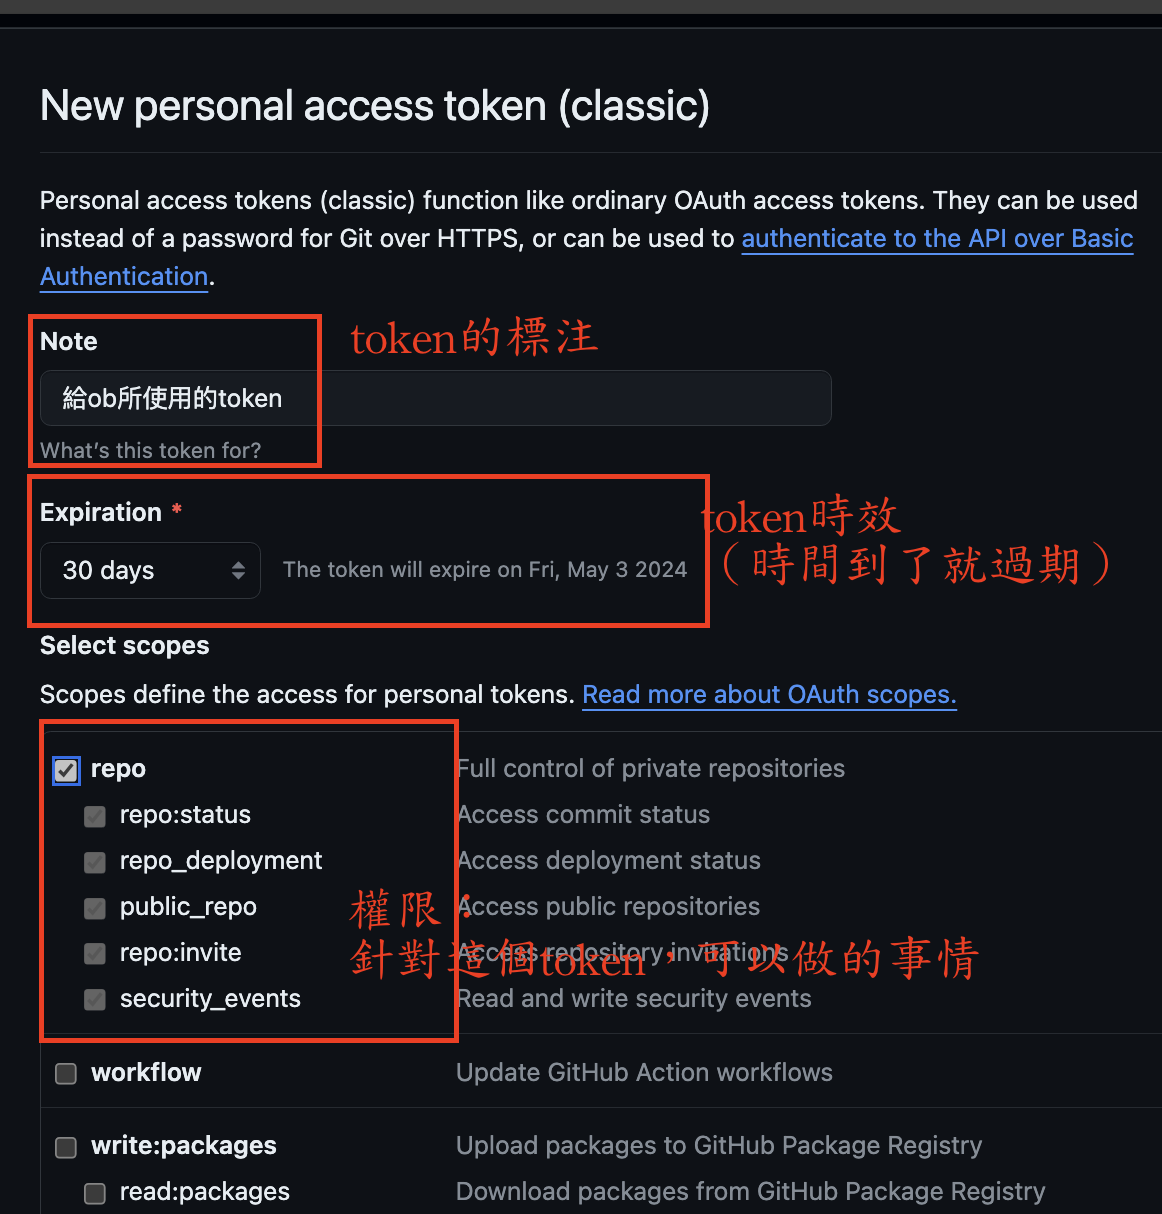 New personal access token (classic)
Personal access tokens (classic) function like ordinary OAuth access tokens. They can be used
instead of a password for Git over HTTPS, or can be used to authenticate to the API over Basic
Authentication.
Note
token的標注
給ob所使用的token
What's this token for?
Expiration *
token時效
（時間到了就過期）
30 days
The token will expire on Fri, May 3 2024
Select scopes
Scopes define the access for personal tokens. Read more about OAuth scopes.
repo Full control of private repositories
repo:status Access commit status
repo_deployment Access deployment status
public_repo Access public repositories
權限：
repo:invite Access repository invitations
針對這個token，可以做的事情
security_events Read and write security events
workflow Update GitHub Action workflows
write:packages Upload packages to GitHub Package Registry
read:packages Download packages from GitHub Package Registry